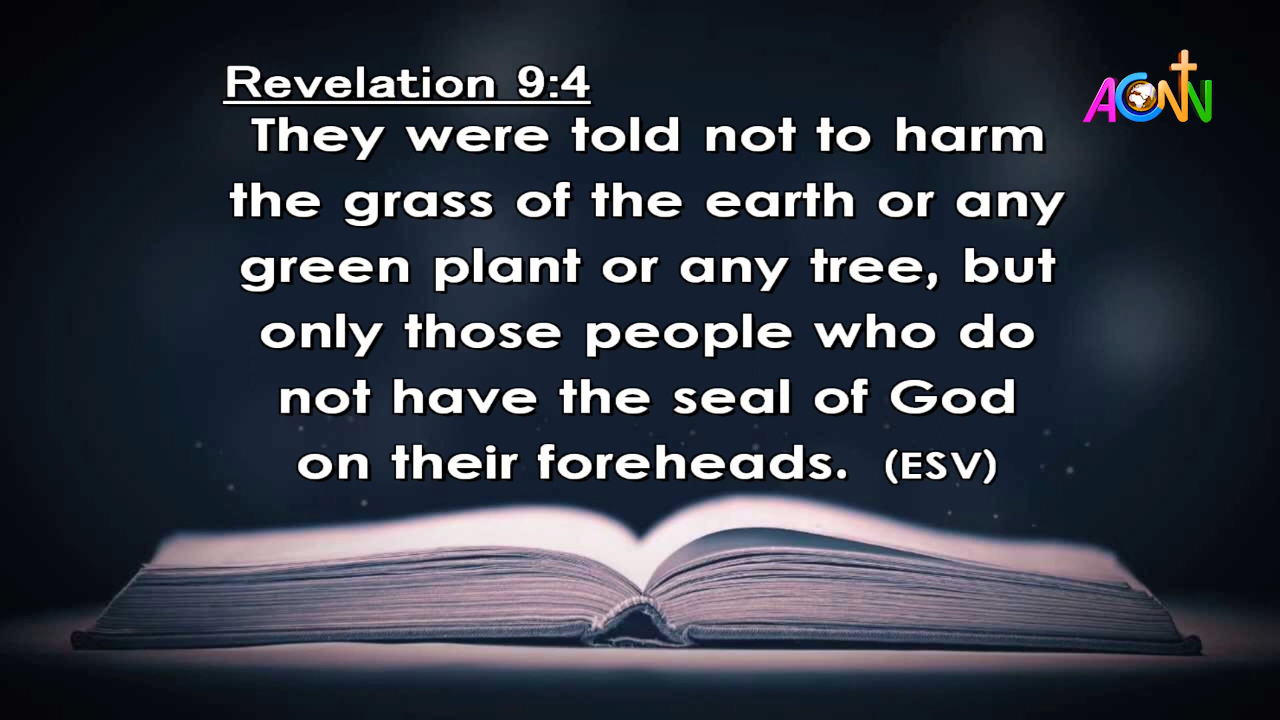 Revelation 9:4
They were told not to harm
the grass of the earth or any
green plant or any tree, but
only those people who do
not have the seal of God
on their foreheads. (ESV)
ACNN